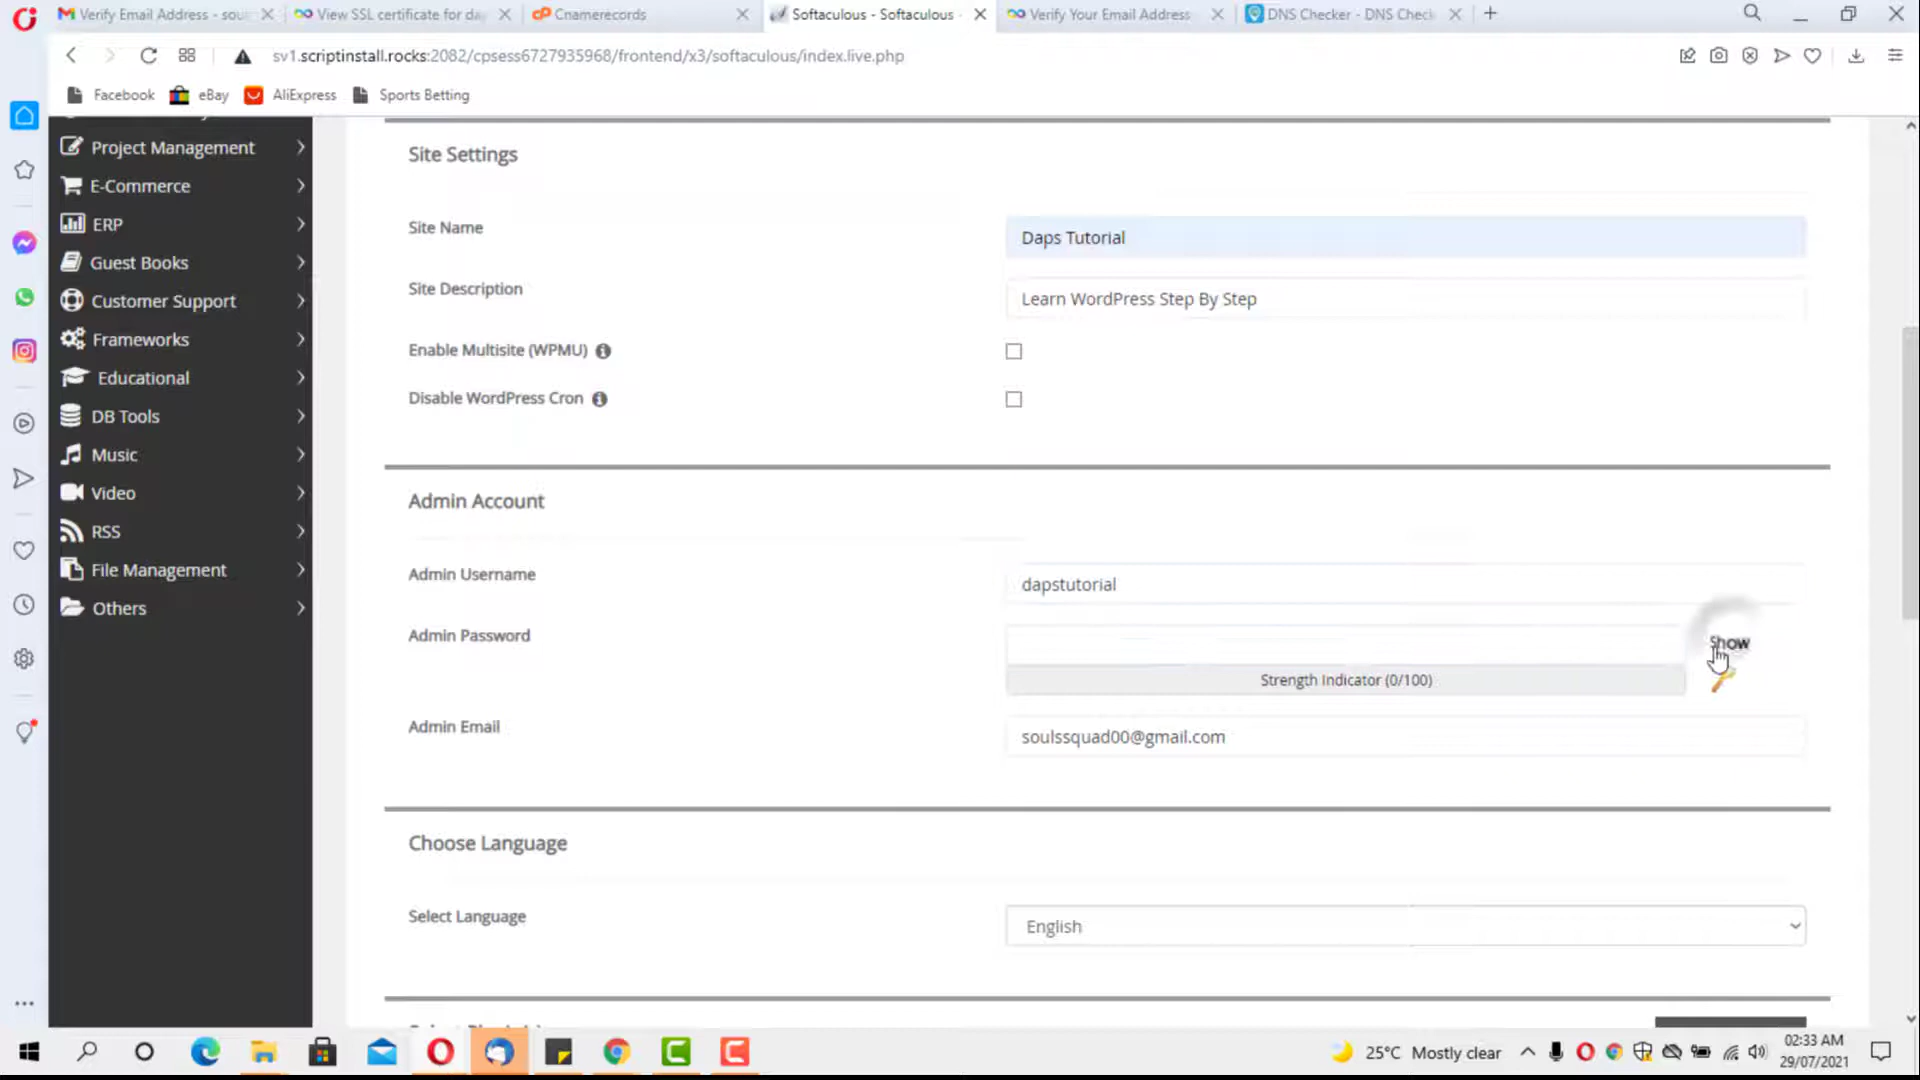 Verify Email Address - sou
View SSL certificate for da
Cnamerecords
Softaculous - Softaculous
Verify Your Email Address
DNS Checker - DNS Check
sv1.scriptinstall.rocks:2082/cpsess6727935968/frontend/x3/softaculous/index.live.php
Facebook
eBay
AliExpress
Sports Betting
Project Management
E-Commerce
ERP
Guest Books
Customer Support
Frameworks
Educational
DB Tools
Music
Video
RSS
File Management
Others
Site Settings
Site Name
Daps Tutorial
Site Description
Learn WordPress Step By Step
Enable Multisite (WPMU)
Disable WordPress Cron
Admin Account
Admin Username
dapstutorial
Admin Password
Show
Strength Indicator (0/100)
Admin Email
soulssquad00@gmail.com
Choose Language
Select Language
English
25°C Mostly clear
02:33 AM
29/07/2021